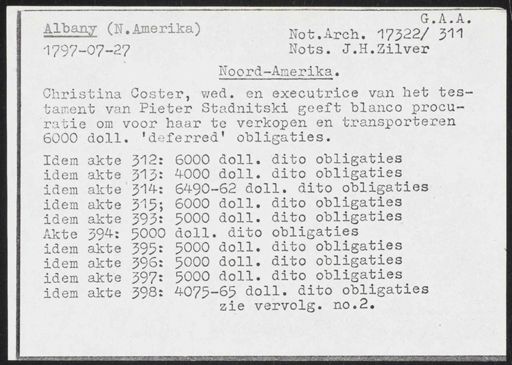 G.A.A.
Albany (N.Amerika)
Not.Arch. 17322/ 311
1797-07-27
Nots. J.H.Zilver
Noord-Amerika.
Christina Coster, wed. en executrice van het tes-
tament van Pieter Stadnitski geeft blanco procu-
ratie om voor haar te verkopen en transporteren
6000 doll. 'deferred' obligaties.
Idem akte 312: 6000 doll. dito obligaties
idem akte 313: 4000 doll. dito obligaties
idem akte 314: 6490-62 doll. dito obligaties
idem akte 315; 6000 doll. dito obligaties
idem akte 393: 5000 doll. dito obligaties
Akte 394: 5000 doll. dito obligaties
idem akte 395: 5000 doll. dito obligaties
idem akte 396: 5000 doll. dito obligaties
idem akte 397: 5000 doll. dito obligaties
idem akte 398: 4075-65 doll. dito obligaties
zie vervolg. no.2.